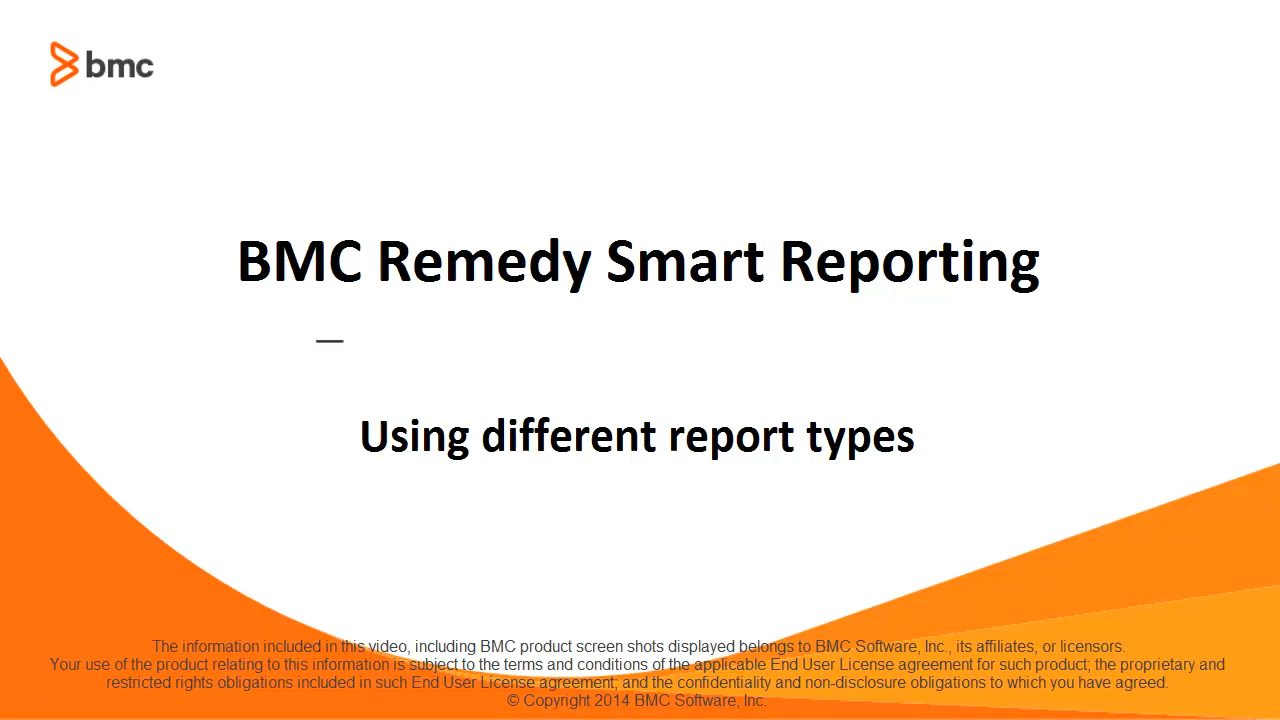 bmc
BMC Remedy Smart Reporting
Using different report types
The information included in this video, including BMC product screen shots displayed belongs to BMC Software, Inc., its affiliates, or licensors.
Your use of the product relating to this information is subject to the terms and conditions of the applicable End User License agreement for such product; the proprietary and
restricted rights obligations included in such End User License agreement; and the confidentiality and non-disclosure obligations to which you have agreed.
© Copyright 2014 BMC Software, Inc.